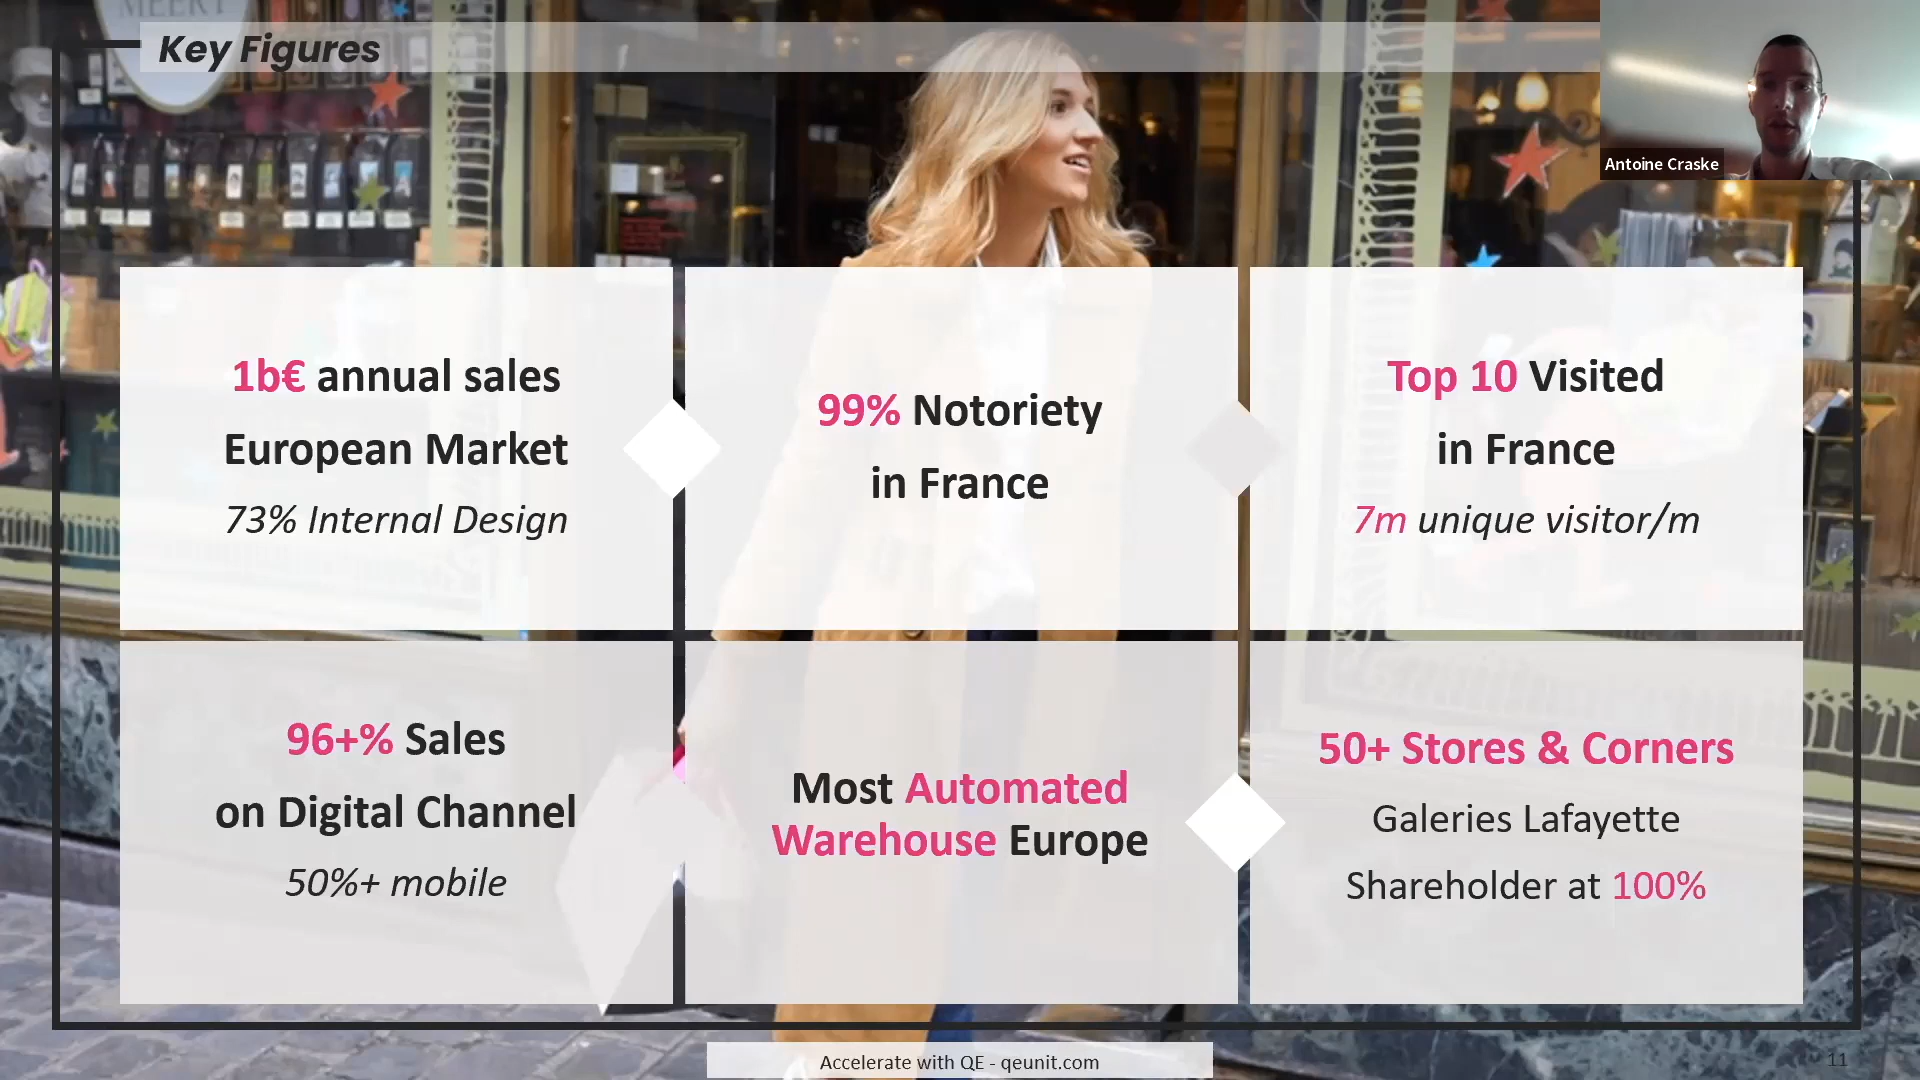 MEERT
Key Figures
Antoine Craske
1b€ annual sales
European Market
73% Internal Design
99% Notoriety
in France
Top 10 Visited
in France
7m unique visitor/m
96+% Sales
on Digital Channel
50%+ mobile
Most Automated
Warehouse Europe
50+ Stores & Corners
Galeries Lafayette
Shareholder at 100%
Accelerate with QE - qeunit.com
11